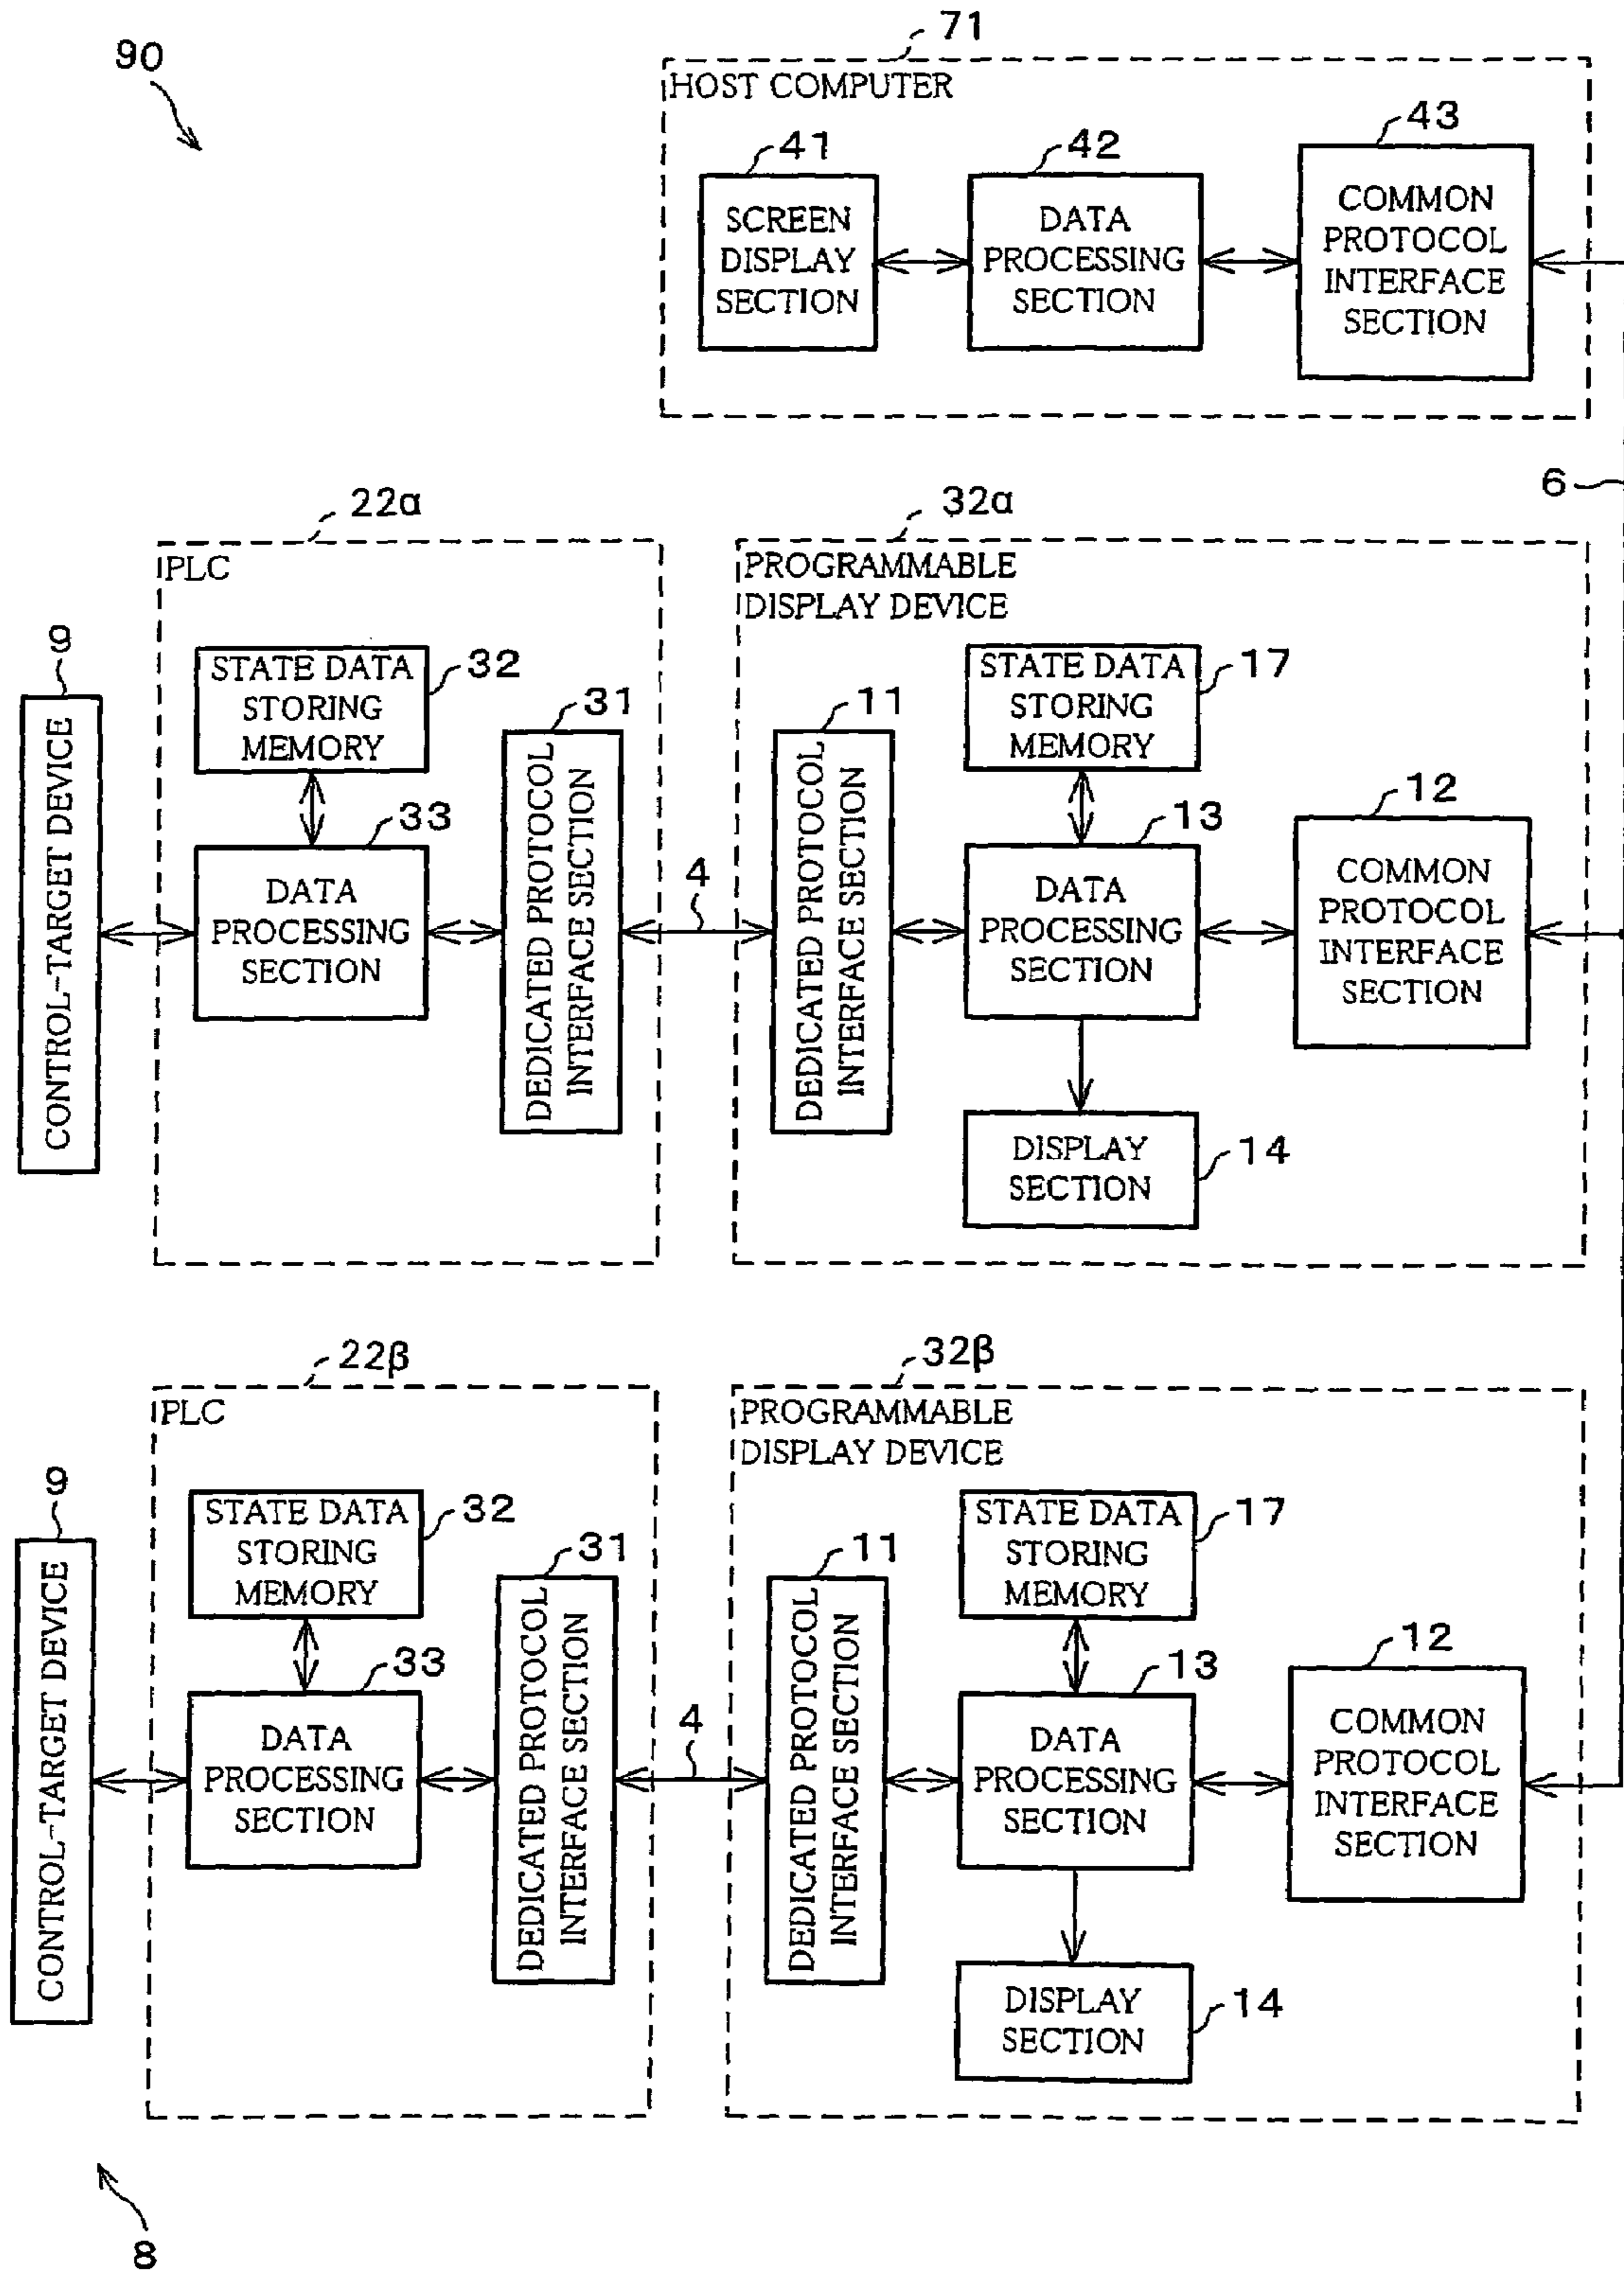 90
71
HOST COMPUTER
41
42
43
SCREEN
DISPLAY
SECTION
DATA
PROCESSING
SECTION
COMMON
PROTOCOL
INTERFACE
SECTION
6
22α
32α
PLC
PROGRAMMABLE
DISPLAY DEVICE
9
CONTROL-TARGET DEVICE
STATE DATA
STORING
MEMORY
32
33
DATA
PROCESSING
SECTION
31
DEDICATED PROTOCOL
INTERFACE SECTION
4
11
DEDICATED PROTOCOL
INTERFACE SECTION
STATE DATA
STORING
MEMORY
17
13
DATA
PROCESSING
SECTION
12
COMMON
PROTOCOL
INTERFACE
SECTION
DISPLAY
SECTION
14
22β
32β
PLC
PROGRAMMABLE
DISPLAY DEVICE
9
CONTROL-TARGET DEVICE
STATE DATA
STORING
MEMORY
32
33
DATA
PROCESSING
SECTION
31
DEDICATED PROTOCOL
INTERFACE SECTION
4
11
DEDICATED PROTOCOL
INTERFACE SECTION
STATE DATA
STORING
MEMORY
17
13
DATA
PROCESSING
SECTION
12
COMMON
PROTOCOL
INTERFACE
SECTION
DISPLAY
SECTION
14
8